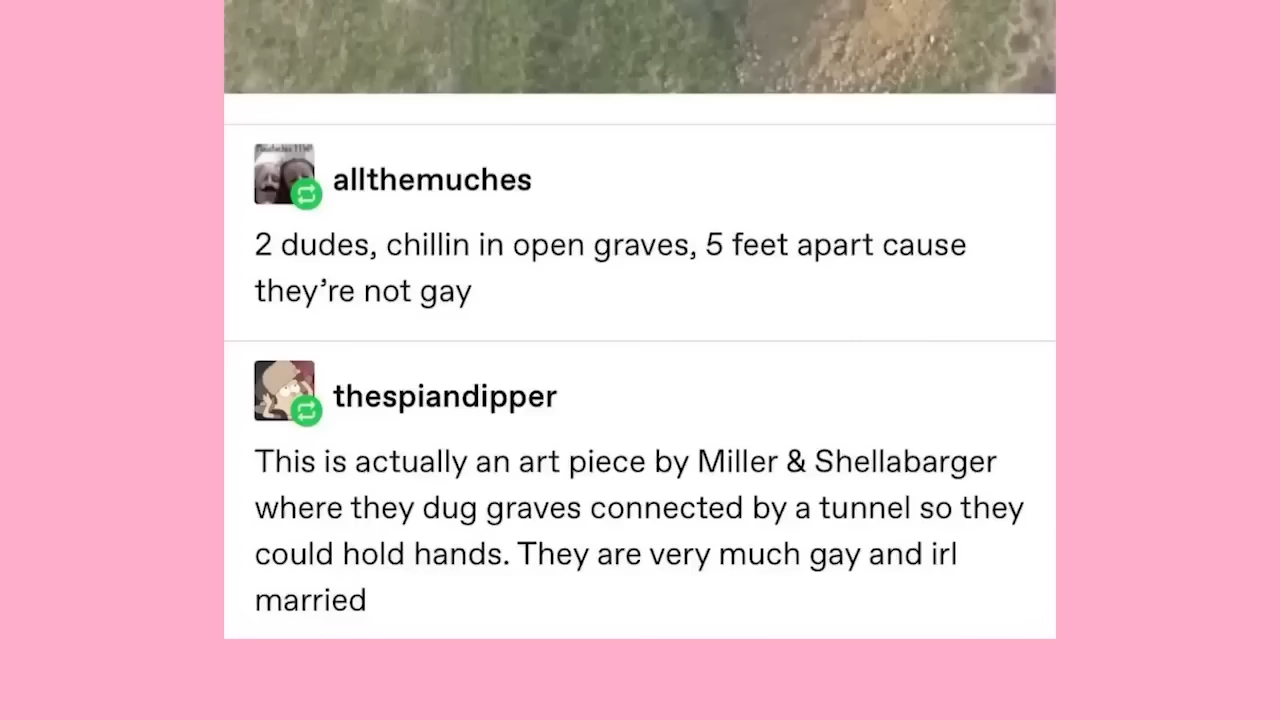 allthemuches
2 dudes, chillin in open graves, 5 feet apart cause
they're not gay
thespiandipper
This is actually an art piece by Miller & Shellabarger
where they dug graves connected by a tunnel so they
could hold hands. They are very much gay and irl
married